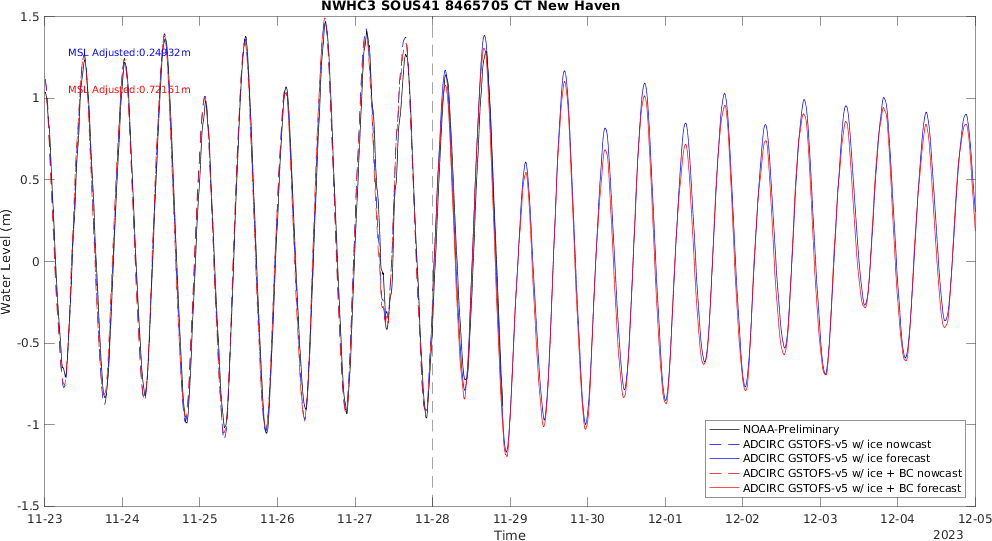 NWHC3 SOUS41 8465705 CT New Haven
MSL Adjusted:0.24932m
MSL Adjusted:0.72161m
1.5
1
0.5
0
-0.5
-1
-1.5
Water Level (m)
NOAA-Preliminary
ADCIRC GSTOFS-v5 w/ ice nowcast
ADCIRC GSTOFS-v5 w/ ice forecast
ADCIRC GSTOFS-v5 w/ ice + BC nowcast
ADCIRC GSTOFS-v5 w/ ice + BC forecast
11-23 11-24 11-25 11-26 11-27 11-28 11-29 11-30 12-01 12-02 12-03 12-04 12-05
Time
2023